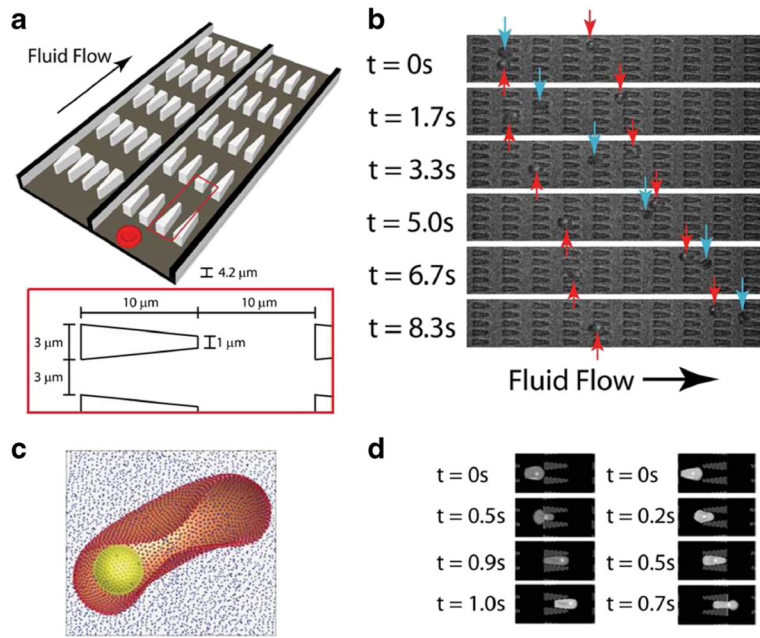 a
Fluid Flow
4.2 μm
10 μm
10 μm
3 μm
1 μm
3 μm
b
t = 0s
t = 1.7s
t = 3.3s
t = 5.0s
t = 6.7s
t = 8.3s
Fluid Flow
c
d
t = 0s
t = 0s
t = 0.5s
t = 0.2s
t = 0.9s
t = 0.5s
t = 1.0s
t = 0.7s